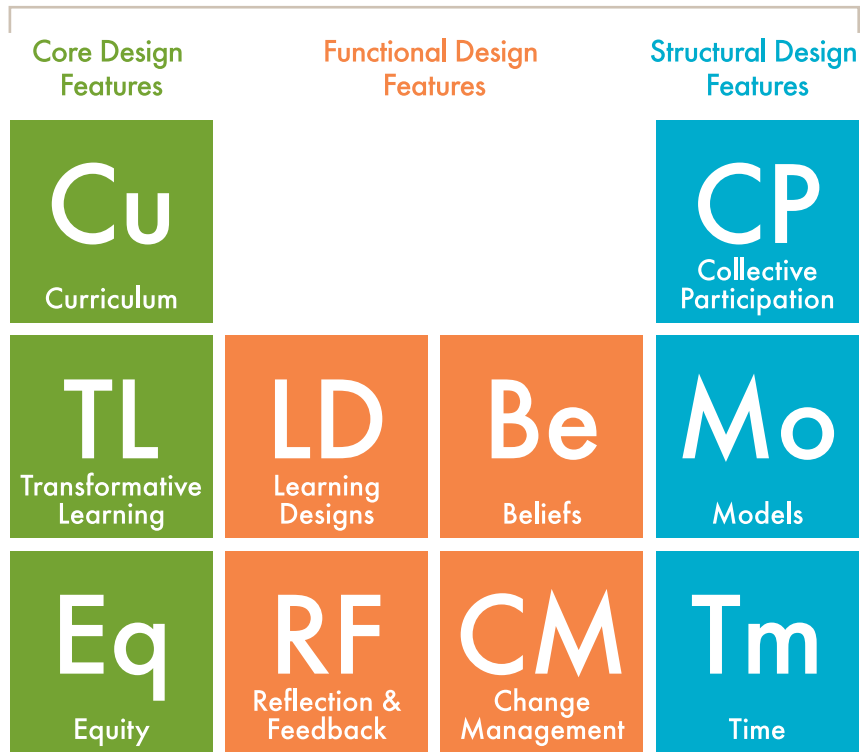 Core Design
Features
Functional Design
Features
Structural Design
Features
Cu
Curriculum
CP
Collective
Participation
TL
Transformative
Learning
LD
Learning
Designs
Be
Beliefs
Mo
Models
Eq
Equity
RF
Reflection &
Feedback
CM
Change
Management
Tm
Time